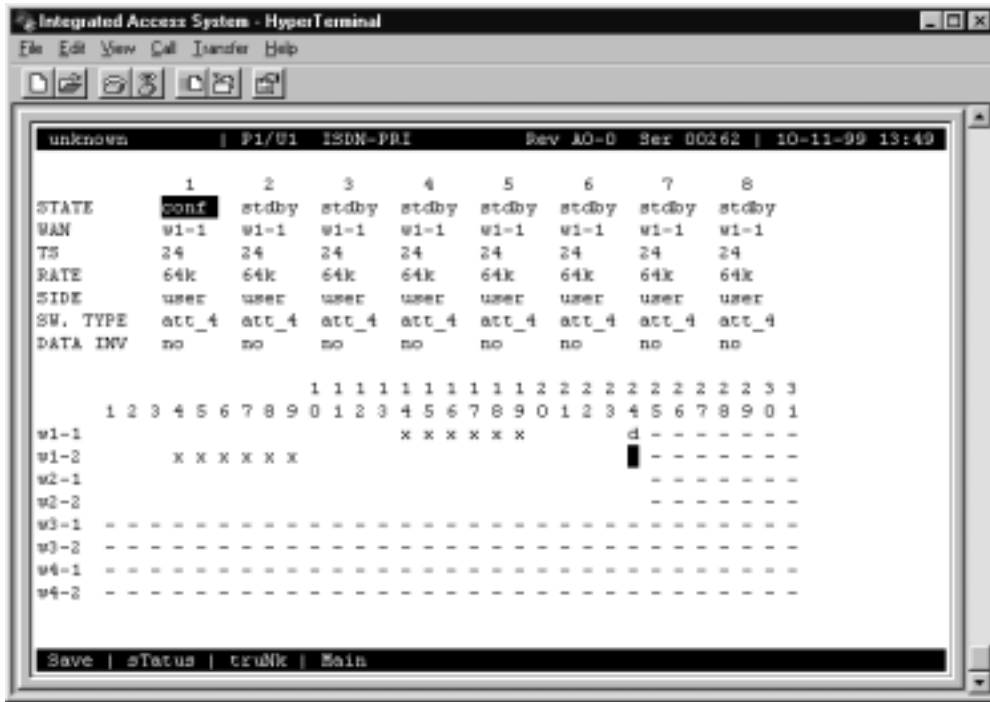 Integrated Access System - HyperTerminal
File Edit View Call Transfer Help
unknown | P1/U1 ISDN-PRI Rev A0-0 Ser 00262 | 10-11-99 13:49
1 2 3 4 5 6 7 8
STATE conf stdby stdby stdby stdby stdby stdby stdby
WAN w1-1 w1-1 w1-1 w1-1 w1-1 w1-1 w1-1 w1-1
TS 24 24 24 24 24 24 24 24
RATE 64k 64k 64k 64k 64k 64k 64k 64k
SIDE user user user user user user user user
SW. TYPE att_4 att_4 att_4 att_4 att_4 att_4 att_4 att_4
DATA INV no no no no no no no no
1 1 1 1 1 1 1 1 1 1 2 2 2 2 2 2 2 2 2 2 3 3
1 2 3 4 5 6 7 8 9 0 1 2 3 4 5 6 7 8 9 0 1 2 3 4 5 6 7 8 9 0 1
w1-1 x x x x x x d - - - - - - -
w1-2 x x x x x x - - - - - - -
w2-1 - - - - - - -
w2-2 - - - - - - -
w3-1 - - - - - - - - - - - - - - - - - - - - - - - - - - - - - - -
w3-2 - - - - - - - - - - - - - - - - - - - - - - - - - - - - - - -
w4-1 - - - - - - - - - - - - - - - - - - - - - - - - - - - - - - -
w4-2 - - - - - - - - - - - - - - - - - - - - - - - - - - - - - - -
Save | sTatus | truNk | Main